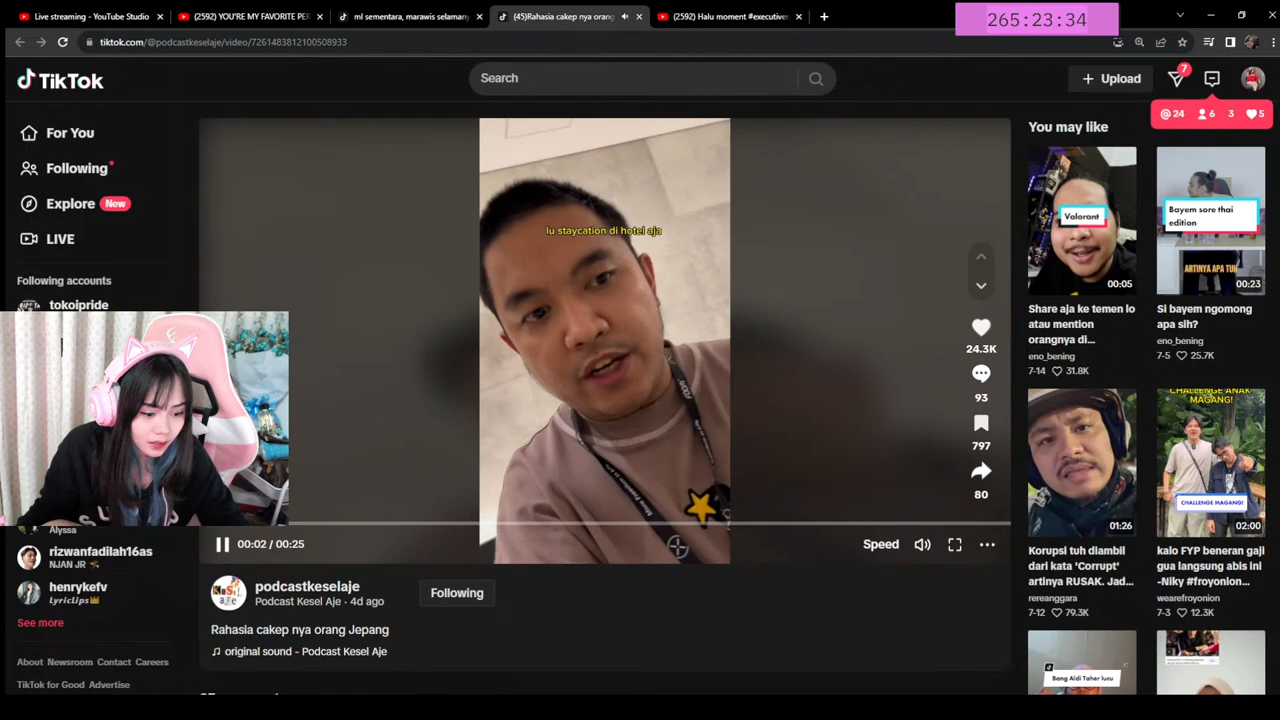 Live streaming - YouTube Studio
(2592) YOU'RE MY FAVORITE PE
ml sementara, marawis selaman
(45)Rahasia cakep nya orang
(2592) Halu moment #executive
265:23:34
tiktok.com/@podcastkeselaje/video/7261483812100508933
TikTok
Search
Upload
7
24 6 3 5
For You
Following
Explore New
LIVE
Following accounts
tokoipride
Alyssa
rizwanfadilah16as
NJAN JR
henrykefv
LyricLips
See more
About Newsroom Contact Careers
TikTok for Good Advertise
lu staycation di hotel aja
24.3K
93
797
80
00:02 / 00:25
Speed
podcastkeselaje
Podcast Kesel Aje · 4d ago
Following
Rahasia cakep nya orang Jepang
original sound - Podcast Kesel Aje
You may like
Valorant
00:05
Share aja ke temen lo
atau mention
orangnya di...
eno_bening
7-14 31.8K
Bayem sore thai
edition
ARTINYA APA TUH
00:23
Si bayem ngomong
apa sih?
eno_bening
7-5 25.7K
01:26
Korupsi tuh diambil
dari kata 'Corrupt'
artinya RUSAK. Jad...
rereanggara
7-12 79.3K
CHALLENGE ANAK
MAGANG!
CHALLENGE MAGANG!
02:00
kalo FYP beneran gaji
gua langsung abis ini
-Niky #froyonion...
wearefroyonion
7-3 12.3K
Bang Aldi Taher lucu